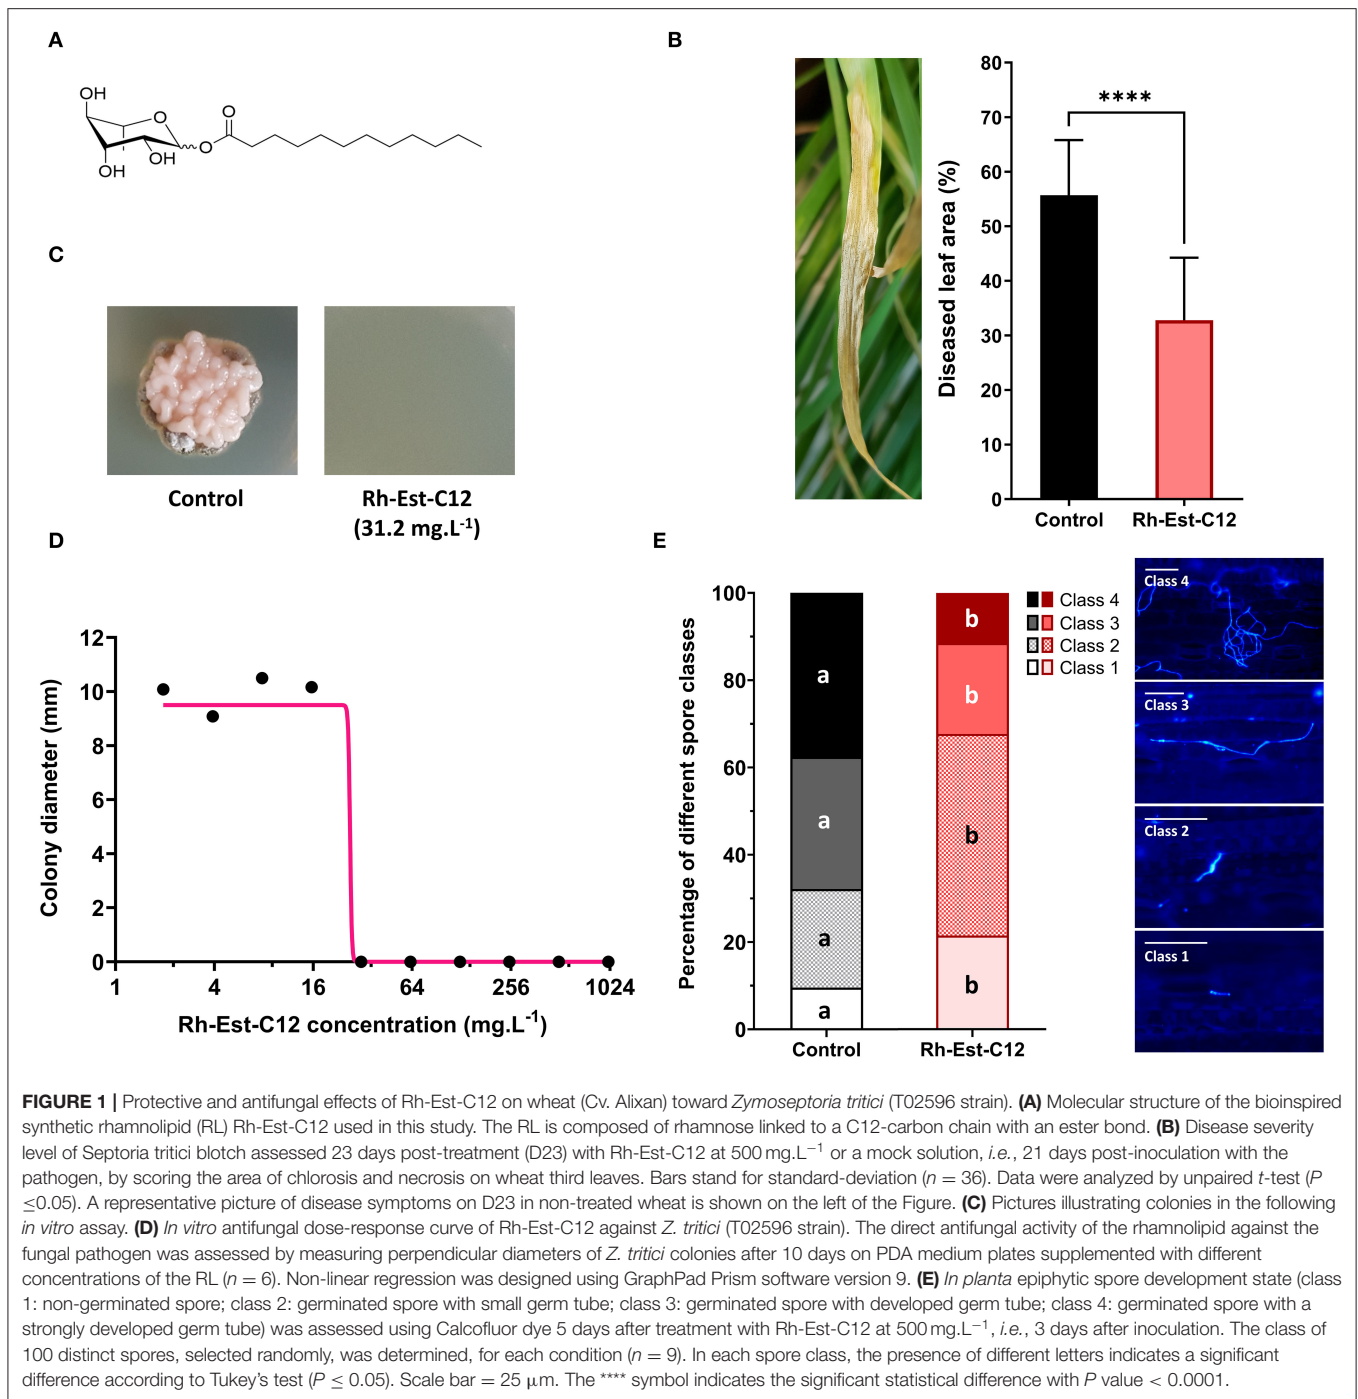 A
OH
O
O
OH
O
OH
B
80
70
60
50
40
30
20
10
0
Diseased leaf area (%)
****
Control
Rh-Est-C12
C
Control
Rh-Est-C12
(31.2 mg.L-1)
D
12
10
8
6
4
2
0
Colony diameter (mm)
1
4
16
64
256
1024
Rh-Est-C12 concentration (mg.L-1)
E
100
80
60
40
20
0
Percentage of different spore classes
a
a
a
a
b
b
b
b
Control
Rh-Est-C12
Class 4
Class 3
Class 2
Class 1
Class 4
Class 3
Class 2
Class 1
FIGURE 1 | Protective and antifungal effects of Rh-Est-C12 on wheat (Cv. Alixan) toward Zymoseptoria tritici (T02596 strain). (A) Molecular structure of the bioinspired
synthetic rhamnolipid (RL) Rh-Est-C12 used in this study. The RL is composed of rhamnose linked to a C12-carbon chain with an ester bond. (B) Disease severity
level of Septoria tritici blotch assessed 23 days post-treatment (D23) with Rh-Est-C12 at 500 mg.L−1 or a mock solution, i.e., 21 days post-inoculation with the
pathogen, by scoring the area of chlorosis and necrosis on wheat third leaves. Bars stand for standard-deviation (n = 36). Data were analyzed by unpaired t-test (P
≤0.05). A representative picture of disease symptoms on D23 in non-treated wheat is shown on the left of the Figure. (C) Pictures illustrating colonies in the following
in vitro assay. (D) In vitro antifungal dose-response curve of Rh-Est-C12 against Z. tritici (T02596 strain). The direct antifungal activity of the rhamnolipid against the
fungal pathogen was assessed by measuring perpendicular diameters of Z. tritici colonies after 10 days on PDA medium plates supplemented with different
concentrations of the RL (n = 6). Non-linear regression was designed using GraphPad Prism software version 9. (E) In planta epiphytic spore development state (class
1: non-germinated spore; class 2: germinated spore with small germ tube; class 3: germinated spore with developed germ tube; class 4: germinated spore with a
strongly developed germ tube) was assessed using Calcofluor dye 5 days after treatment with Rh-Est-C12 at 500 mg.L−1, i.e., 3 days after inoculation. The class of
100 distinct spores, selected randomly, was determined, for each condition (n = 9). In each spore class, the presence of different letters indicates a significant
difference according to Tukey's test (P ≤ 0.05). Scale bar = 25 μm. The **** symbol indicates the significant statistical difference with P value < 0.0001.